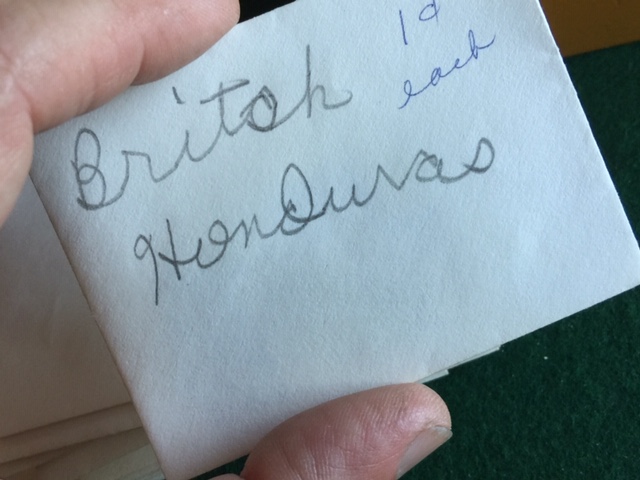 1¢
each
Britsh
Honduras